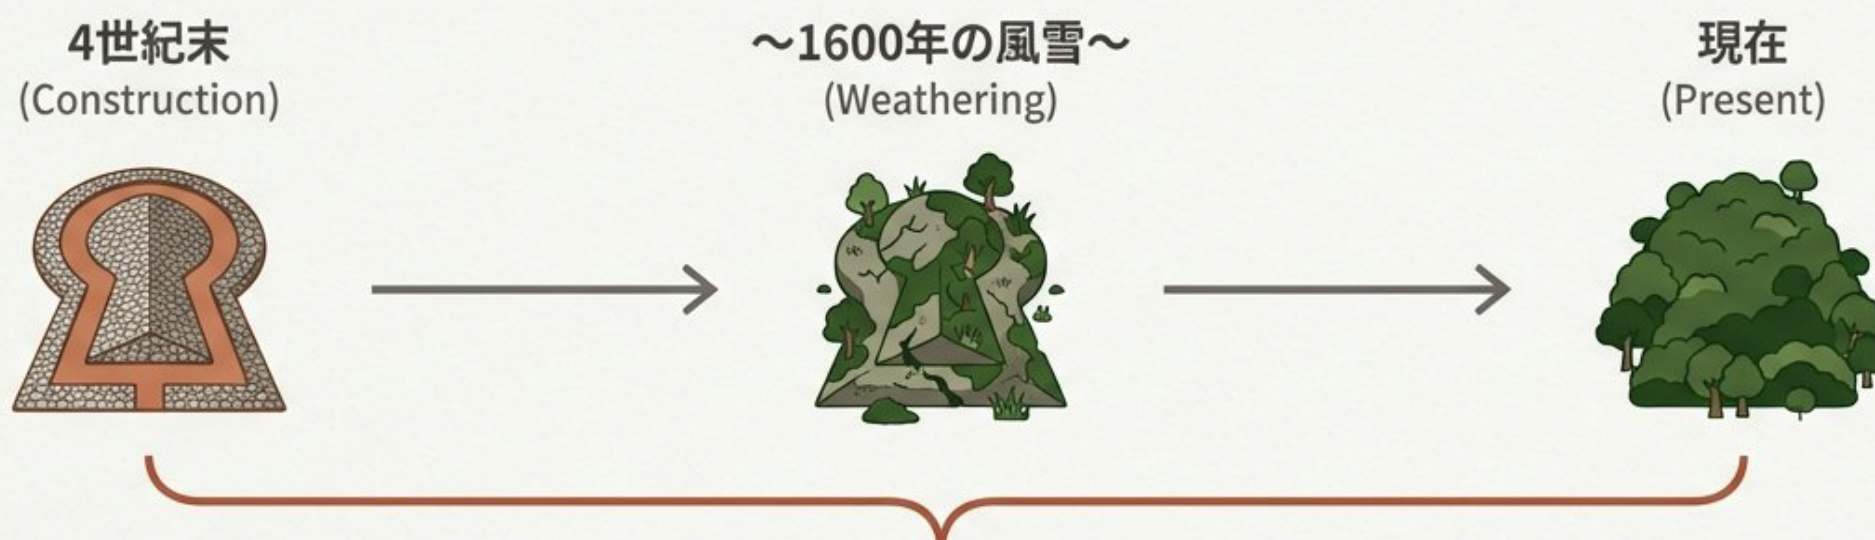 4世紀末
(Construction)
～1600年の風雪～
(Weathering)
現在
(Present)